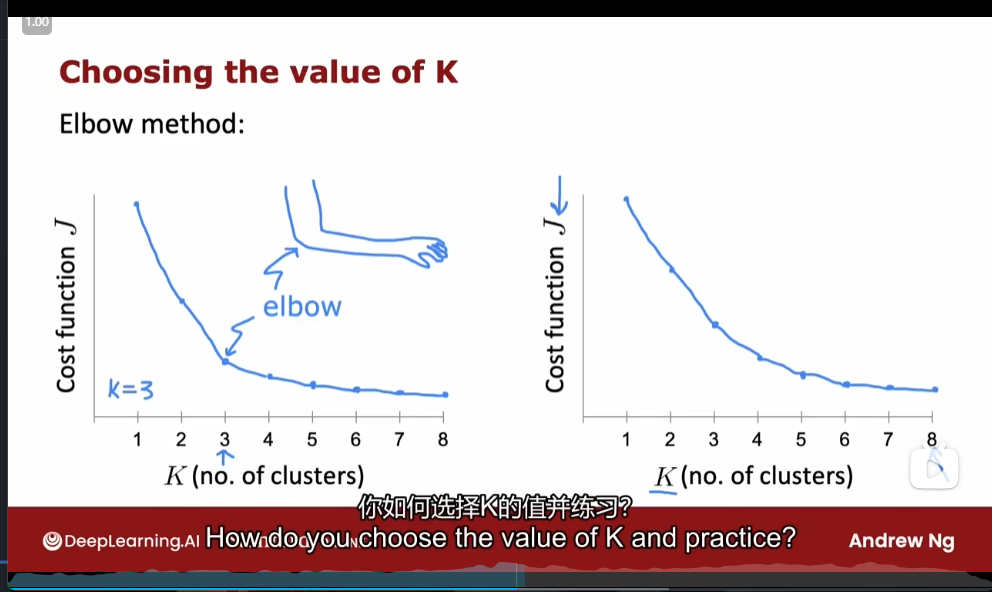 1.00
Choosing the value of K
Elbow method:
Cost function J
elbow
K=3
1 2 3 4 5 6 7 8
K (no. of clusters)
Cost function J
1 2 3 4 5 6 7 8
K (no. of clusters)
你如何选择K的值并练习?
DeepLearning.AI
How do you choose the value of K and practice?
Andrew Ng